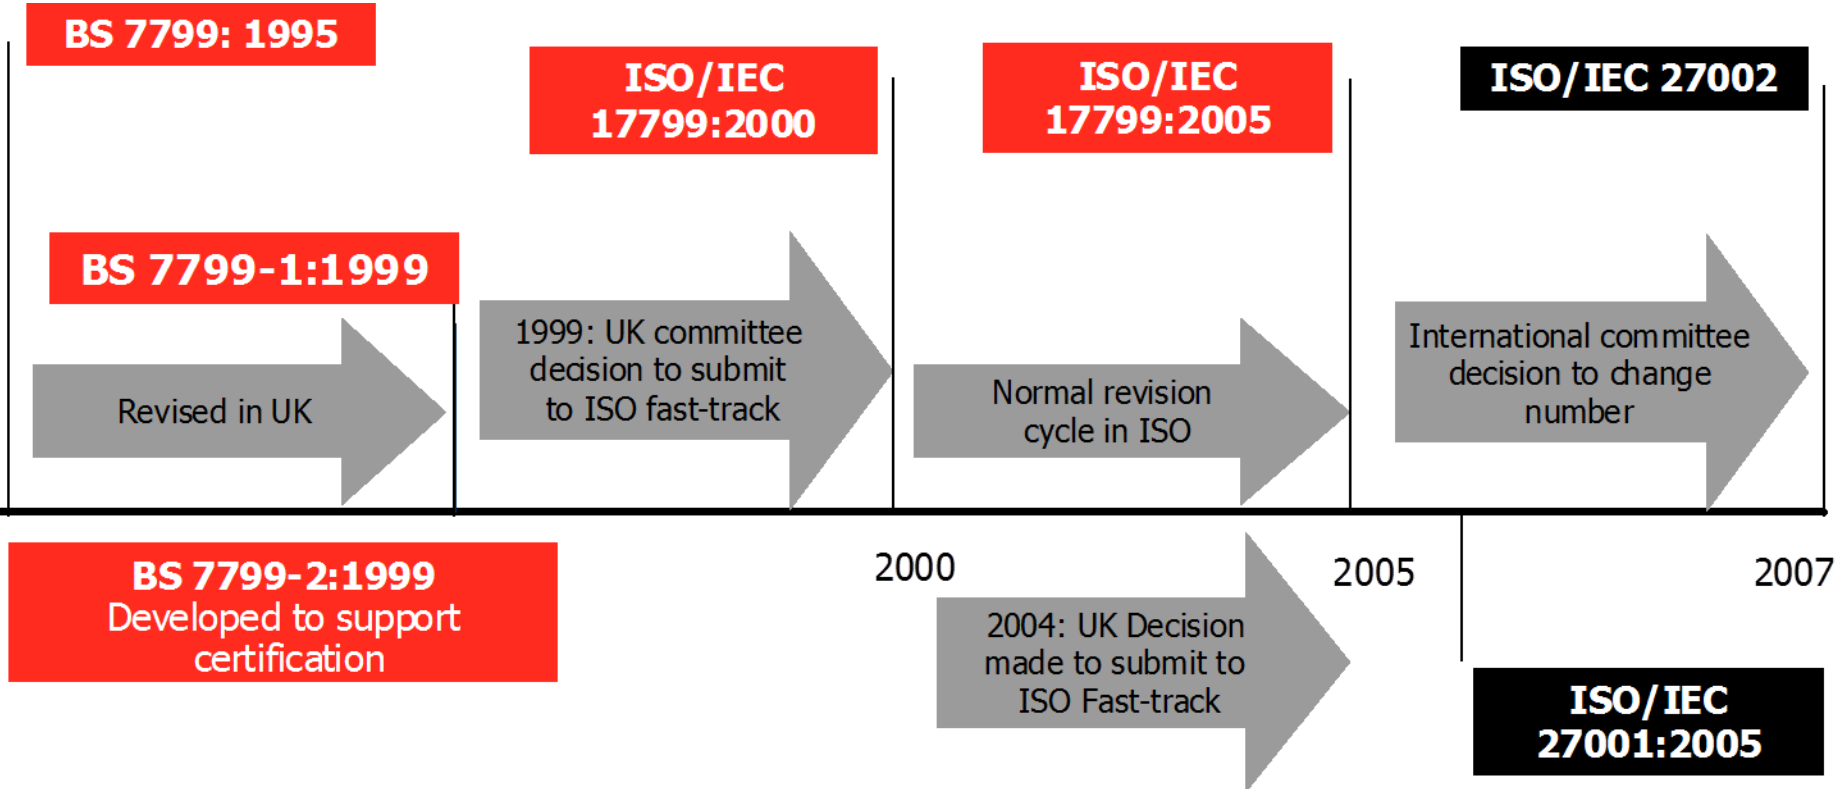 BS 7799: 1995
ISO/IEC
17799:2000
ISO/IEC
17799:2005
ISO/IEC 27002
BS 7799-1:1999
Revised in UK
1999: UK committee
decision to submit
to ISO fast-track
Normal revision
cycle in ISO
International committee
decision to change
number
BS 7799-2:1999
Developed to support
certification
2000
2005
2007
2004: UK Decision
made to submit to
ISO Fast-track
ISO/IEC
27001:2005